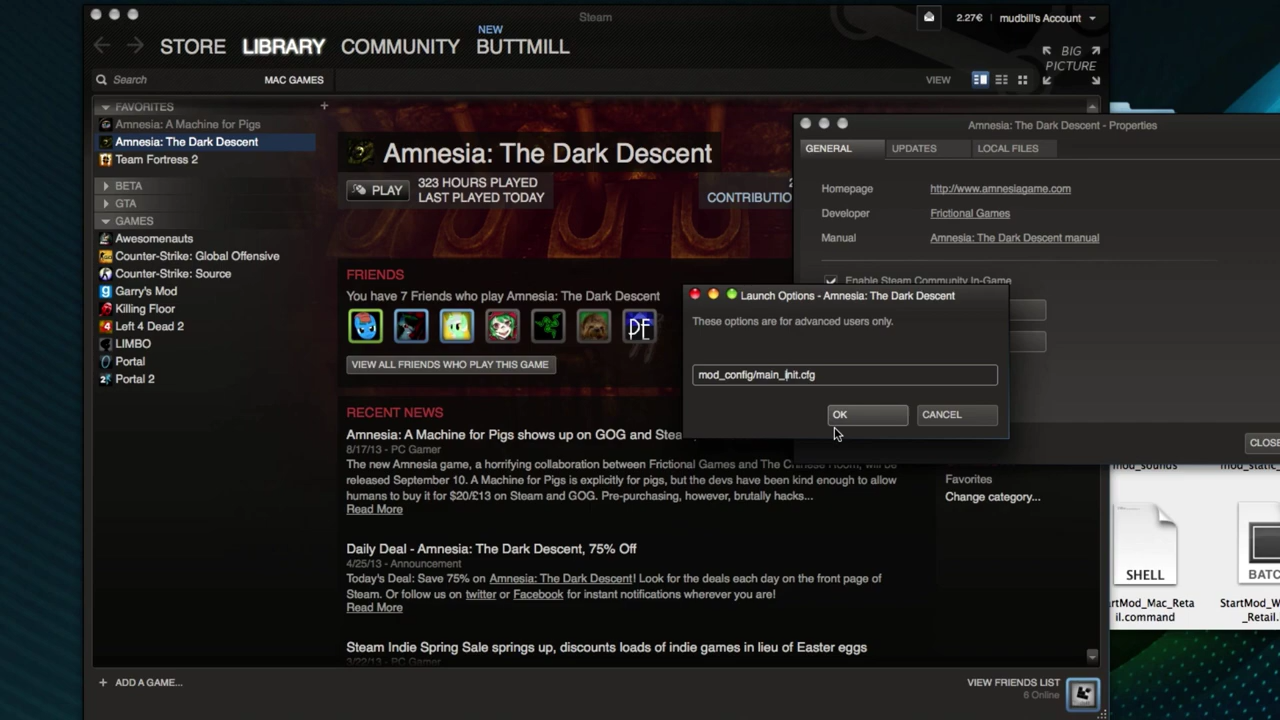 Steam
2.27€
mudbill's Account
STORE
LIBRARY
COMMUNITY
NEW
BUTTMILL
BIG
PICTURE
Search
MAC GAMES
VIEW
FAVORITES
+
Amnesia: A Machine for Pigs
Amnesia: The Dark Descent
Team Fortress 2
BETA
GTA
GAMES
Awesomenauts
Counter-Strike: Global Offensive
Counter-Strike: Source
Garry's Mod
Killing Floor
Left 4 Dead 2
LIMBO
Portal
Portal 2
+ ADD A GAME...
Amnesia: The Dark Descent
PLAY
323 HOURS PLAYED
LAST PLAYED TODAY
CONTRIBUTIO
FRIENDS
You have 7 Friends who play Amnesia: The Dark Descent
PE
VIEW ALL FRIENDS WHO PLAY THIS GAME
RECENT NEWS
Amnesia: A Machine for Pigs shows up on GOG and Stea
8/17/13 - PC Gamer
The new Amnesia game, a horrifying collaboration between Frictional Games and The Chinese Room, will be
released September 10. A Machine for Pigs is explicitly for pigs, but the devs have been kind enough to allow
humans to buy it for $20/£13 on Steam and GOG. Pre-purchasing, however, brutally hacks...
Read More
Daily Deal - Amnesia: The Dark Descent, 75% Off
4/25/13 - Announcement
Today's Deal: Save 75% on Amnesia: The Dark Descent! Look for the deals each day on the front page of
Steam. Or follow us on twitter or Facebook for instant notifications wherever you are!
Read More
Steam Indie Spring Sale springs up, discounts loads of indie games in lieu of Easter eggs
3/22/13 - PC Gamer
Favorites
Change category...
VIEW FRIENDS LIST
6 Online
Amnesia: The Dark Descent - Properties
GENERAL
UPDATES
LOCAL FILES
Homepage
http://www.amnesiagame.com
Developer
Frictional Games
Manual
Amnesia: The Dark Descent manual
Enable Steam Community In-Game
CLOSE
Launch Options - Amnesia: The Dark Descent
These options are for advanced users only.
mod_config/main_init.cfg
OK
CANCEL
mod_sounds
mod_static_
SHELL
BATC
rtMod_Mac_Reta
il.command
StartMod_W
_Retail.